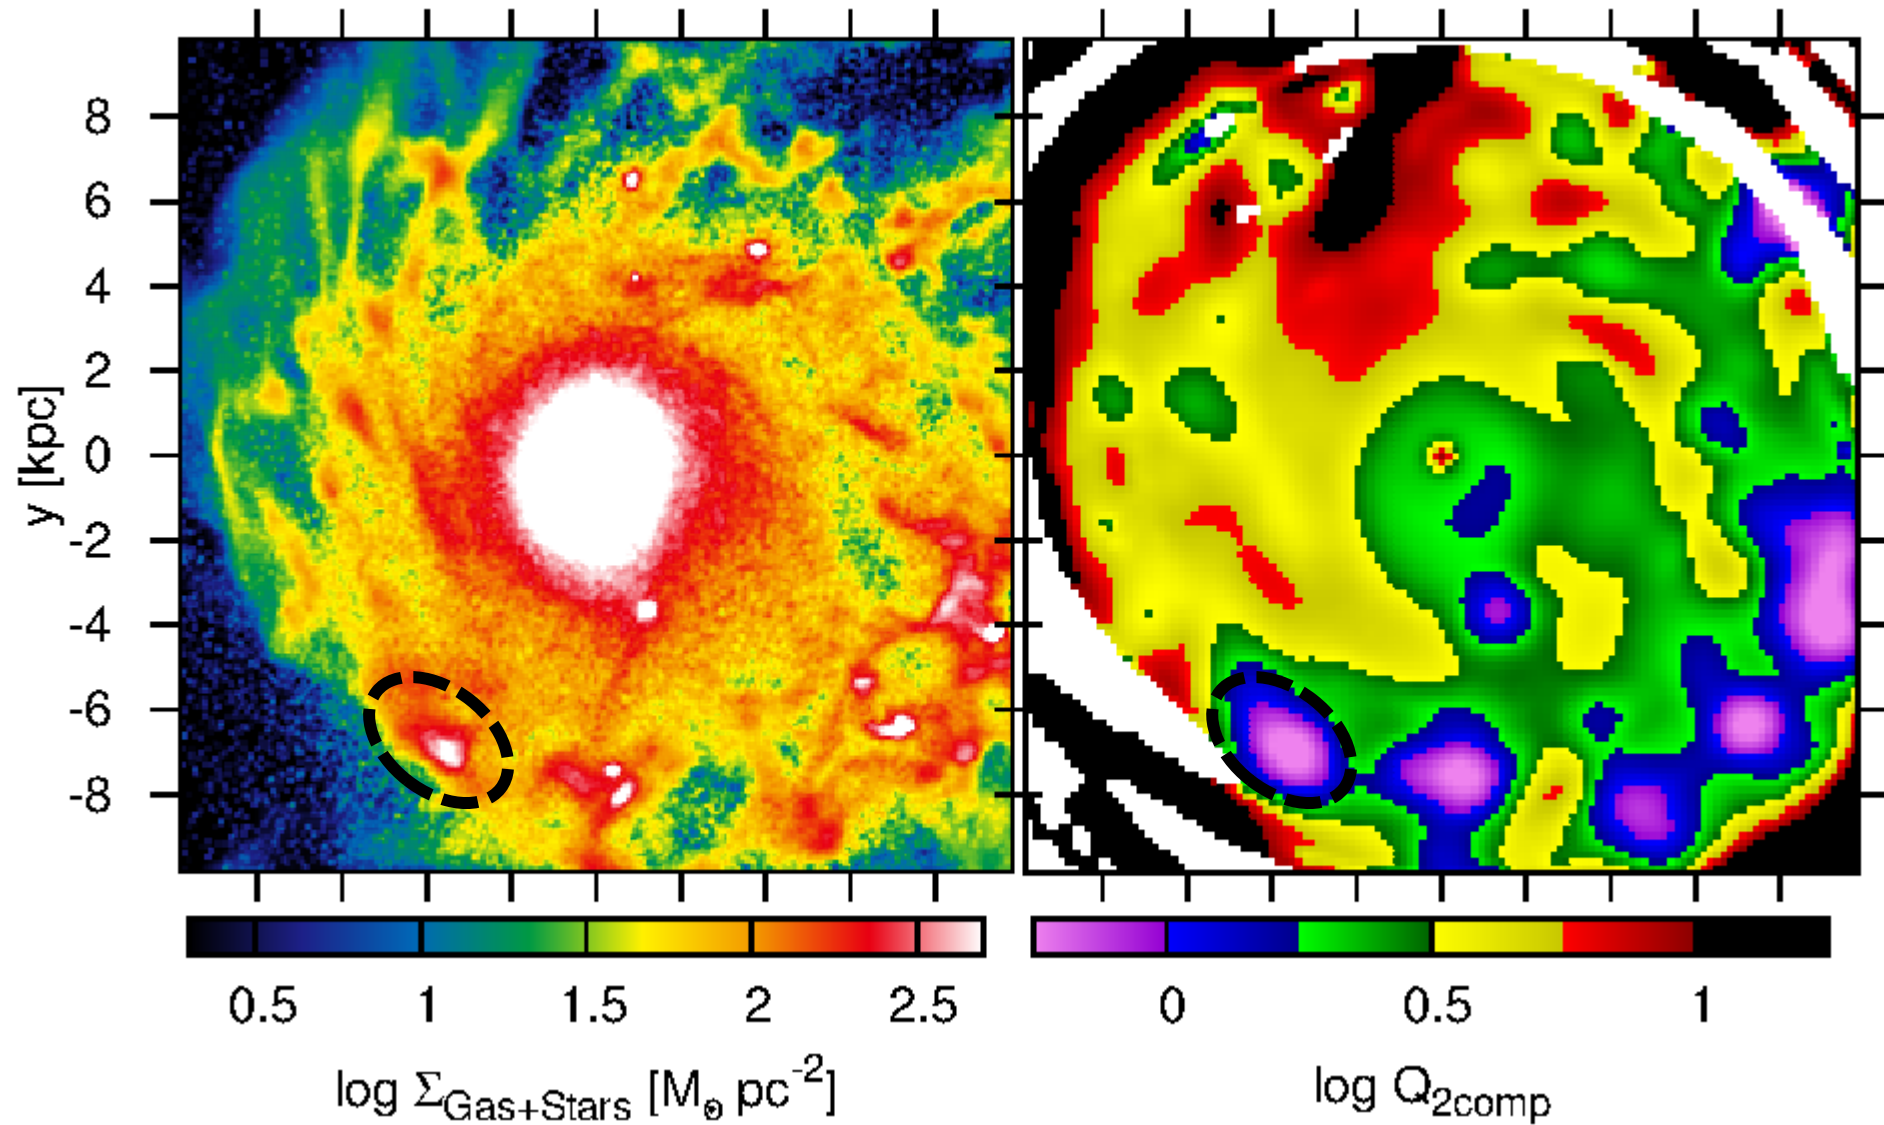 8
6
4
2
0
-2
-4
-6
-8
y [kpc]
0.5 1 1.5 2 2.5
log Σ_Gas+Stars [M_⊙ pc^-2]
0 0.5 1
log Q_2comp